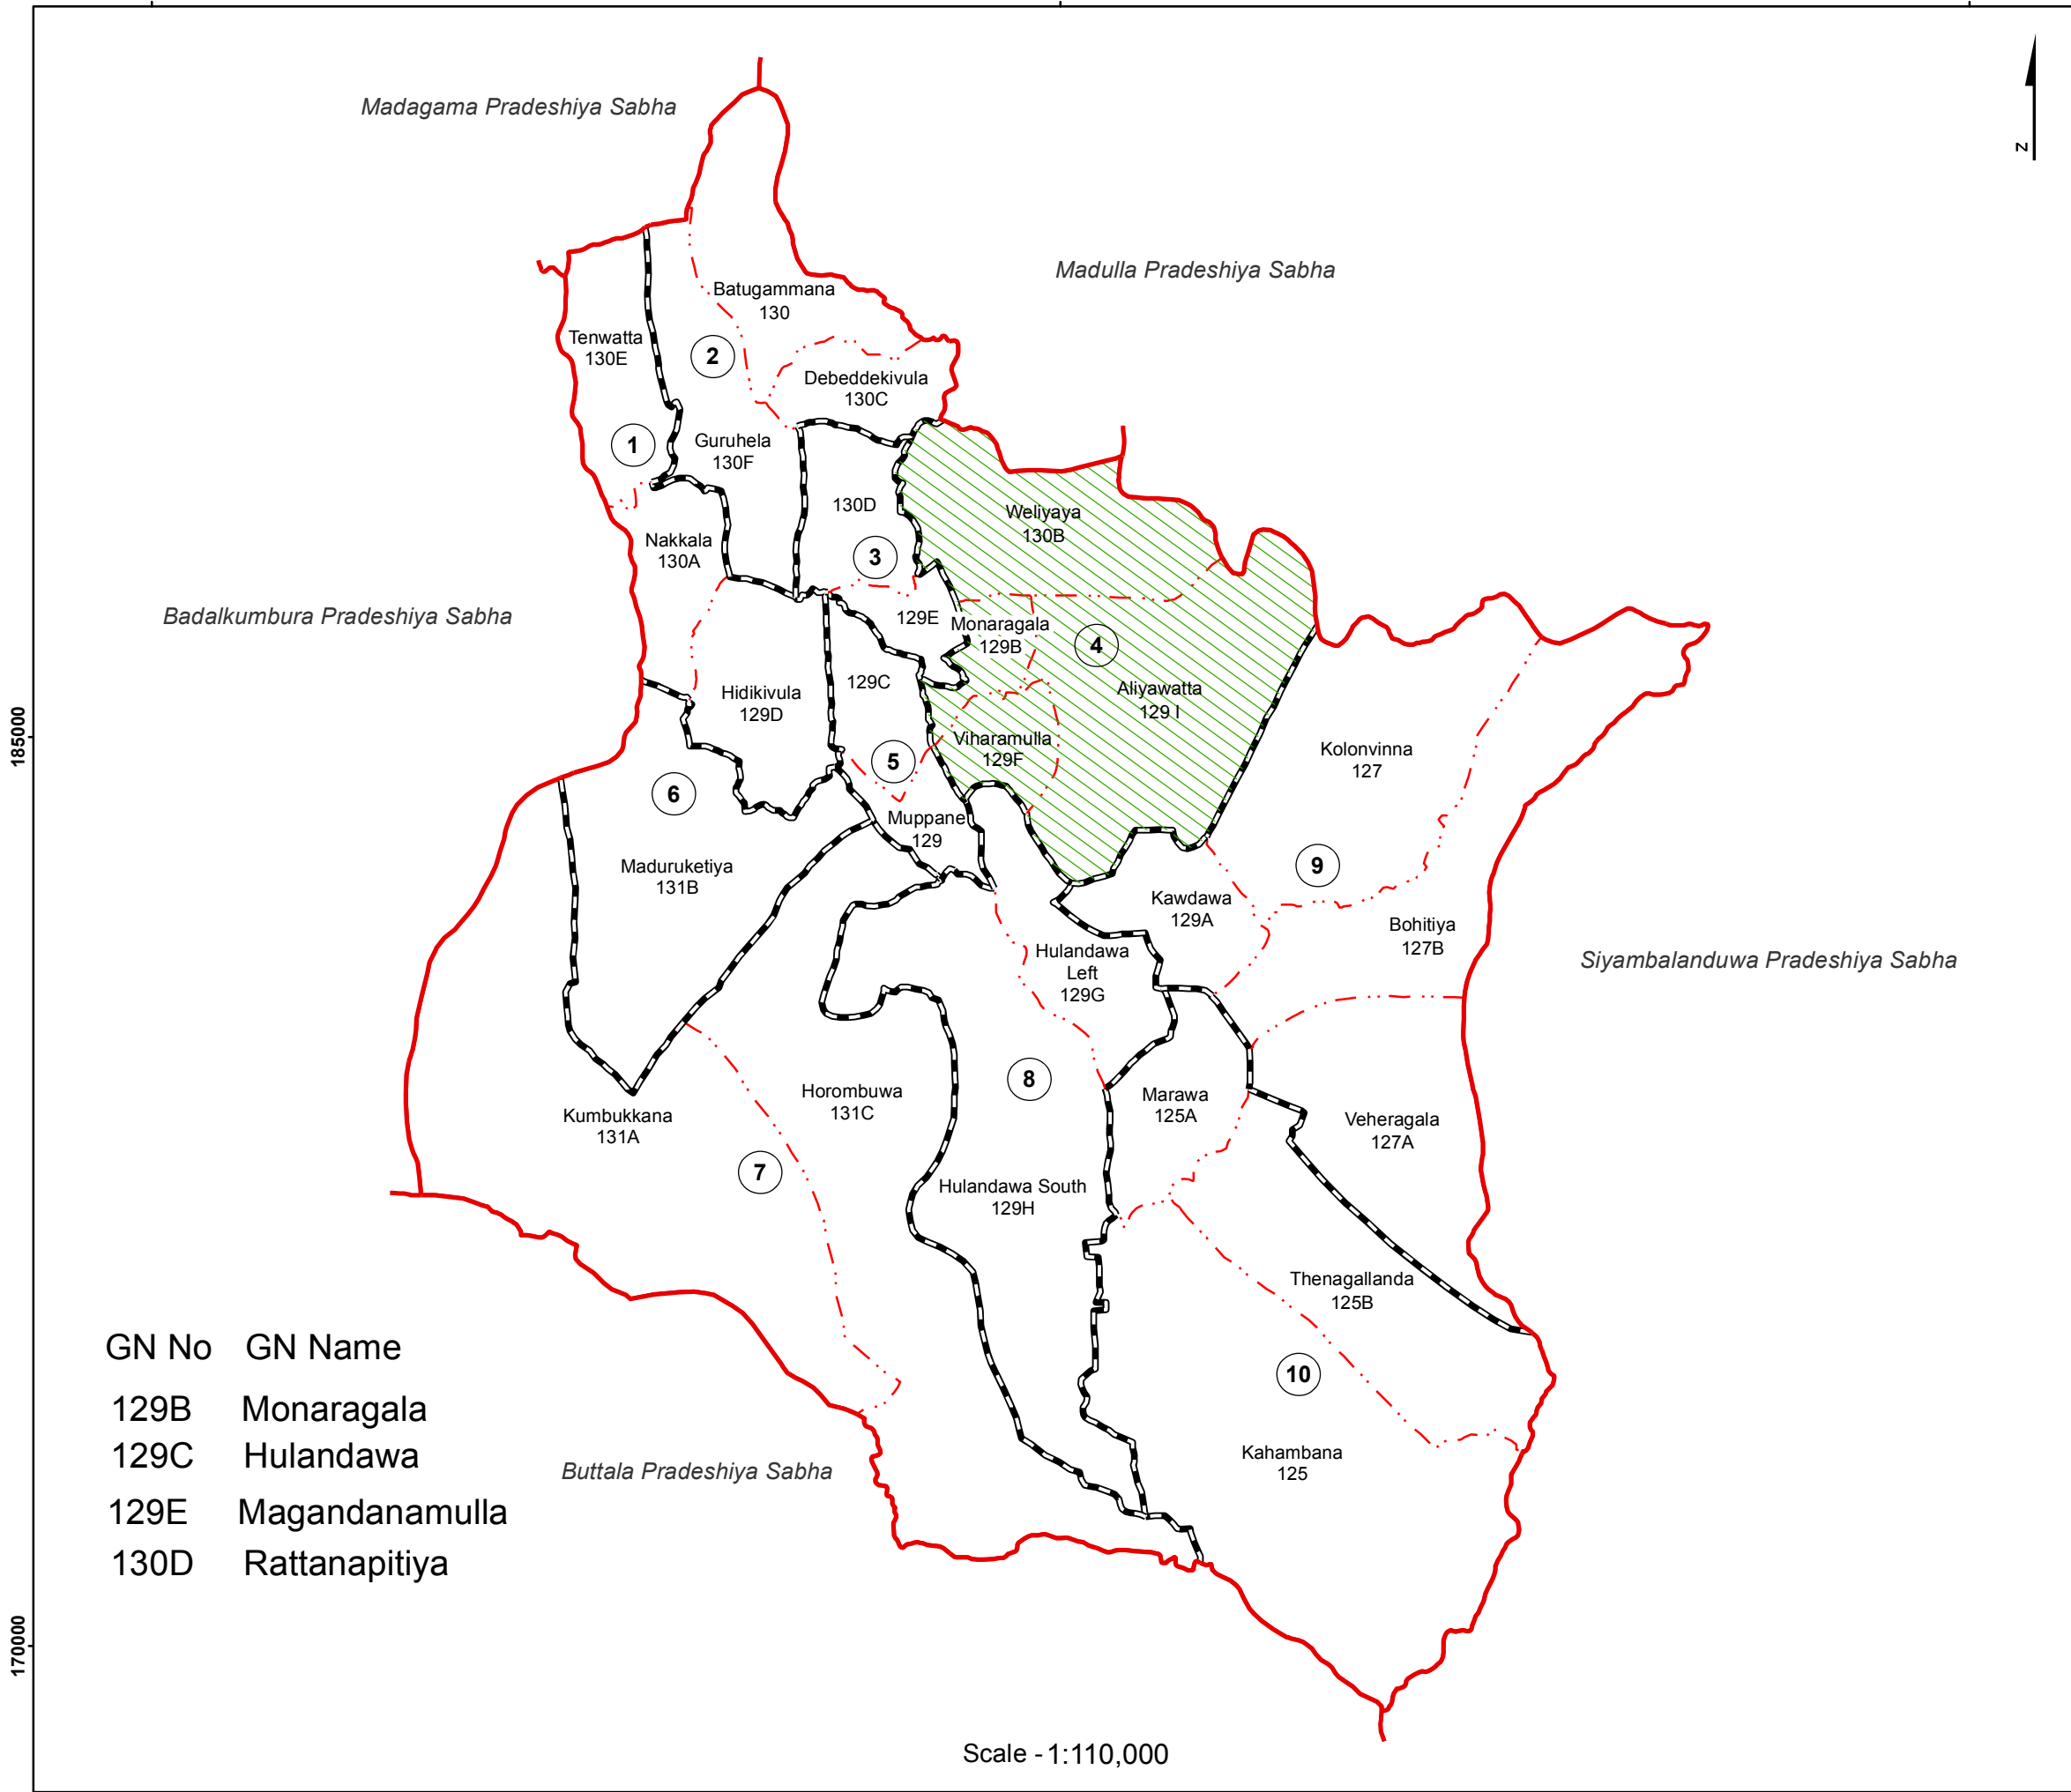 Madagama Pradeshiya Sabha
Z
Madulla Pradeshiya Sabha
Batugammana
130
Tenwatta
130E
2
Debeddekivula
130C
1
Guruhela
130F
130D
Weliyaya
130B
Nakkala
130A
3
Badalkumbura Pradeshiya Sabha
129E
Monaragala
129B
4
129C
Hidikivula
129D
Aliyawatta
129 I
185000
Viharamulla
129F
Kolonvinna
127
5
6
Muppane
129
Maduruketiya
131B
9
Kawdawa
129A
Bohitiya
127B
Hulandawa
Left
129G
Siyambalanduwa Pradeshiya Sabha
8
Horombuwa
131C
Marawa
125A
Kumbukkana
131A
Veheragala
127A
7
Hulandawa South
129H
Thenagallanda
125B
GN No GN Name
10
129B Monaragala
129C Hulandawa
Kahambana
125
Buttala Pradeshiya Sabha
129E Magandanamulla
130D Rattanapitiya
170000
Scale - 1:110,000